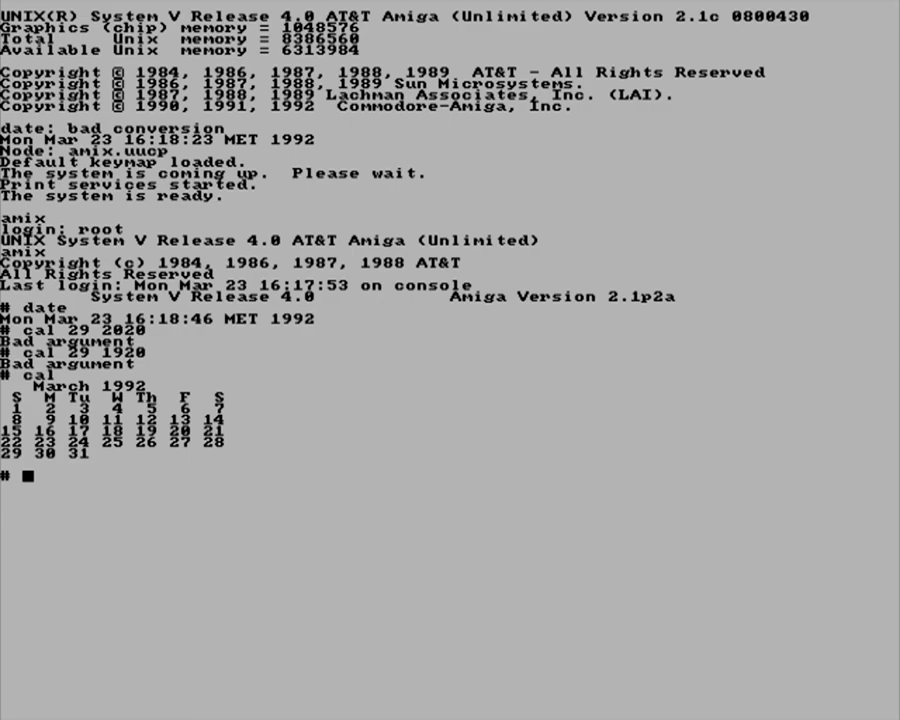 UNIX(R) System V Release 4.0 AT&T Amiga (Unlimited) Version 2.1c 0800430
Graphics (chip) memory = 1048576
Total      Unix  memory = 8386560
Available Unix  memory = 6313984
Copyright © 1984, 1986, 1987, 1988, 1989  AT&T - All Rights Reserved
Copyright © 1986, 1987, 1988, 1989 Sun Microsystems.
Copyright © 1987, 1988, 1989 Lachman Associates, Inc. (LAI).
Copyright © 1990, 1991, 1992  Commodore-Amiga, Inc.
date: bad conversion
Mon Mar 23 16:18:23 MET 1992
Node: amix.uucp
Default keymap loaded.
The system is coming up.  Please wait.
Print services started.
The system is ready.
amix
login: root
UNIX System V Release 4.0 AT&T Amiga (Unlimited)
amix
Copyright (c) 1984, 1986, 1987, 1988 AT&T
All Rights Reserved
Last login: Mon Mar 23 16:17:53 on console
        System V Release 4.0            Amiga Version 2.1p2a
# date
Mon Mar 23 16:18:46 MET 1992
# cal 29 2020
Bad argument
# cal 29 1920
Bad argument
# cal
   March 1992
 S  M Tu  W Th  F  S
 1  2  3  4  5  6  7
 8  9 10 11 12 13 14
15 16 17 18 19 20 21
22 23 24 25 26 27 28
29 30 31
#